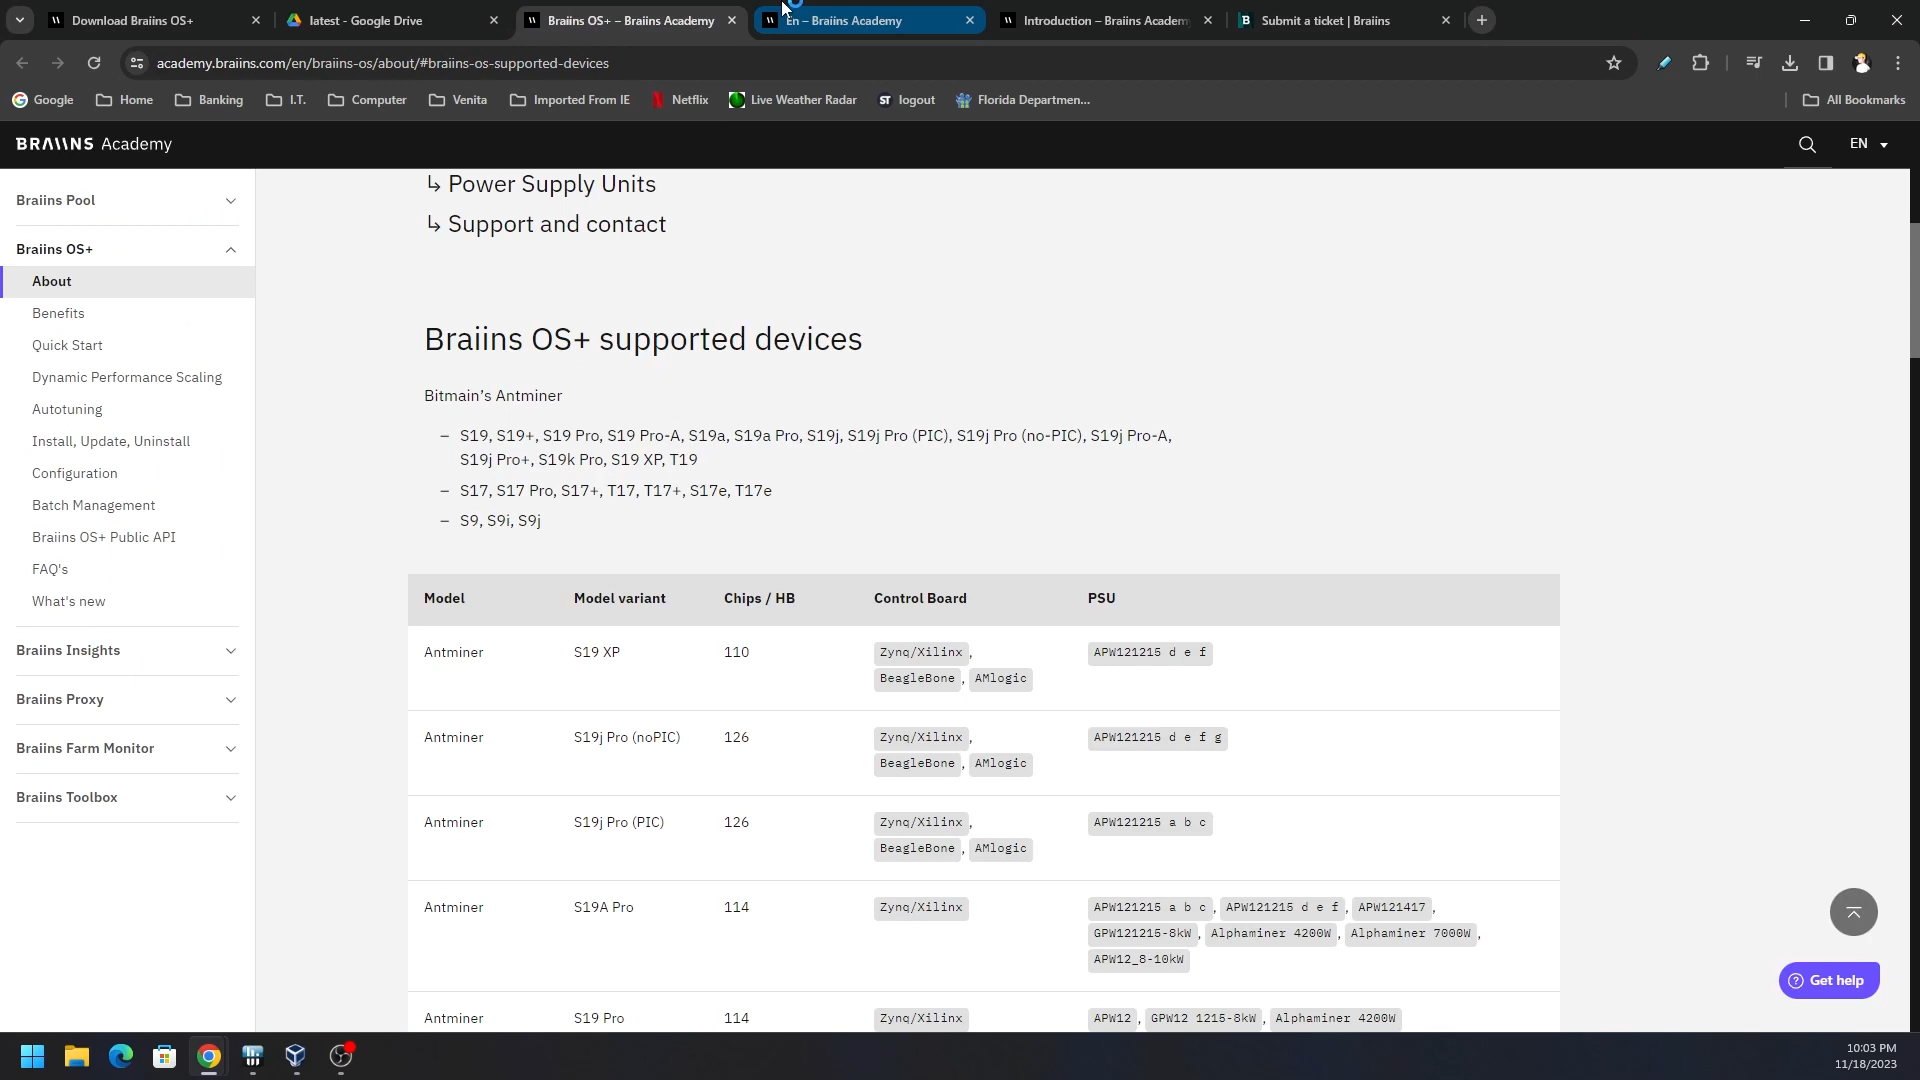 Download Braiins OS+
latest - Google Drive
Braiins OS+ – Braiins Academy
En – Braiins Academy
Introduction – Braiins Academ
Submit a ticket | Braiins
academy.braiins.com/en/braiins-os/about/#braiins-os-supported-devices
Google
Home
Banking
I.T.
Computer
Venita
Imported From IE
Netflix
Live Weather Radar
ST logout
Florida Departmen...
All Bookmarks
BRAIINS Academy
EN
Braiins Pool
Braiins OS+
About
Benefits
Quick Start
Dynamic Performance Scaling
Autotuning
Install, Update, Uninstall
Configuration
Batch Management
Braiins OS+ Public API
FAQ's
What's new
Braiins Insights
Braiins Proxy
Braiins Farm Monitor
Braiins Toolbox
↳ Power Supply Units
↳ Support and contact
Braiins OS+ supported devices
Bitmain's Antminer
– S19, S19+, S19 Pro, S19 Pro-A, S19a, S19a Pro, S19j, S19j Pro (PIC), S19j Pro (no-PIC), S19j Pro-A,
S19j Pro+, S19k Pro, S19 XP, T19
– S17, S17 Pro, S17+, T17, T17+, S17e, T17e
– S9, S9i, S9j
Model Model variant Chips / HB Control Board PSU
Antminer S19 XP 110 Zynq/Xilinx, APW121215 d e f
BeagleBone, AMlogic
Antminer S19j Pro (noPIC) 126 Zynq/Xilinx, APW121215 d e f g
BeagleBone, AMlogic
Antminer S19j Pro (PIC) 126 Zynq/Xilinx, APW121215 a b c
BeagleBone, AMlogic
Antminer S19A Pro 114 Zynq/Xilinx APW121215 a b c, APW121215 d e f, APW121417,
GPW121215-8kW, Alphaminer 4200W, Alphaminer 7000W,
APW12_8-10kW
Antminer S19 Pro 114 Zynq/Xilinx APW12, GPW12 1215-8kW, Alphaminer 4200W
Get help
10:03 PM
11/18/2023